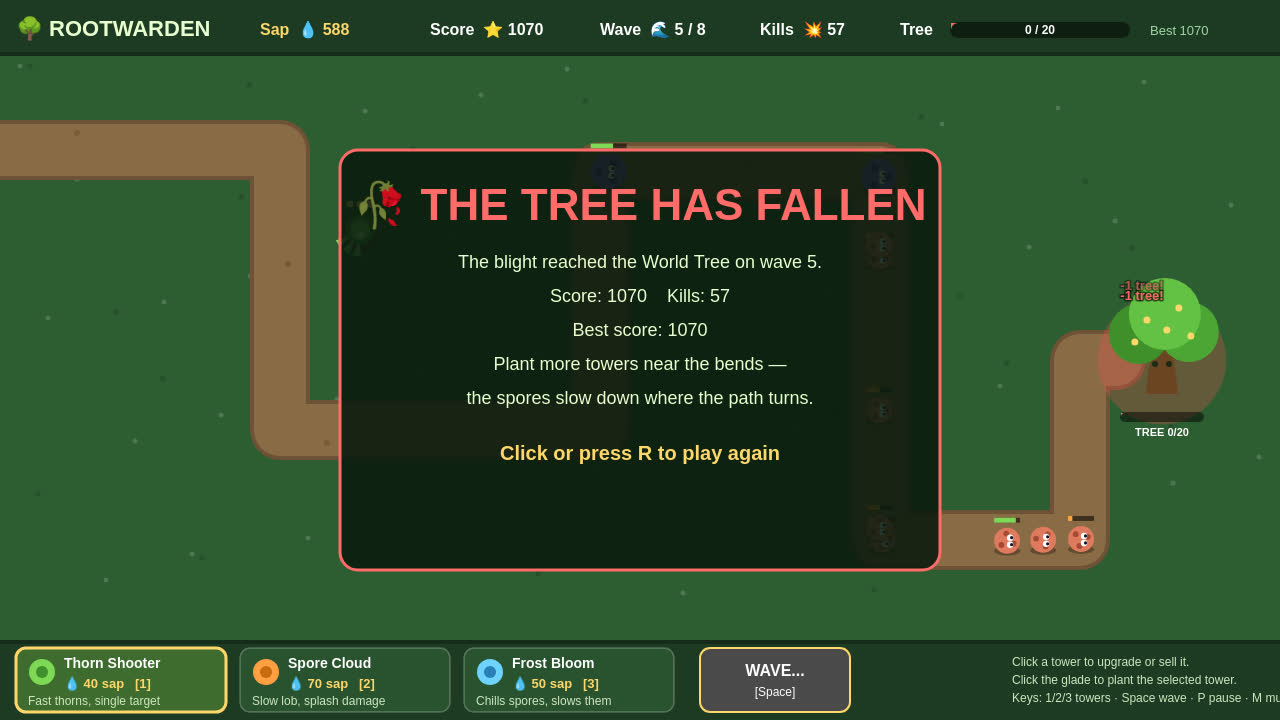 ROOTWARDEN
Sap 588
Score 1070
Wave 5 / 8
Kills 57
Tree 0 / 20
Best 1070
THE TREE HAS FALLEN
The blight reached the World Tree on wave 5.
Score: 1070 Kills: 57
Best score: 1070
Plant more towers near the bends —
the spores slow down where the path turns.
Click or press R to play again
-1 tree!
-1 tree!
TREE 0/20
Thorn Shooter
40 sap [1]
Fast thorns, single target
Spore Cloud
70 sap [2]
Slow lob, splash damage
Frost Bloom
50 sap [3]
Chills spores, slows them
WAVE...
[Space]
Click a tower to upgrade or sell it.
Click the glade to plant the selected tower.
Keys: 1/2/3 towers · Space wave · P pause · M